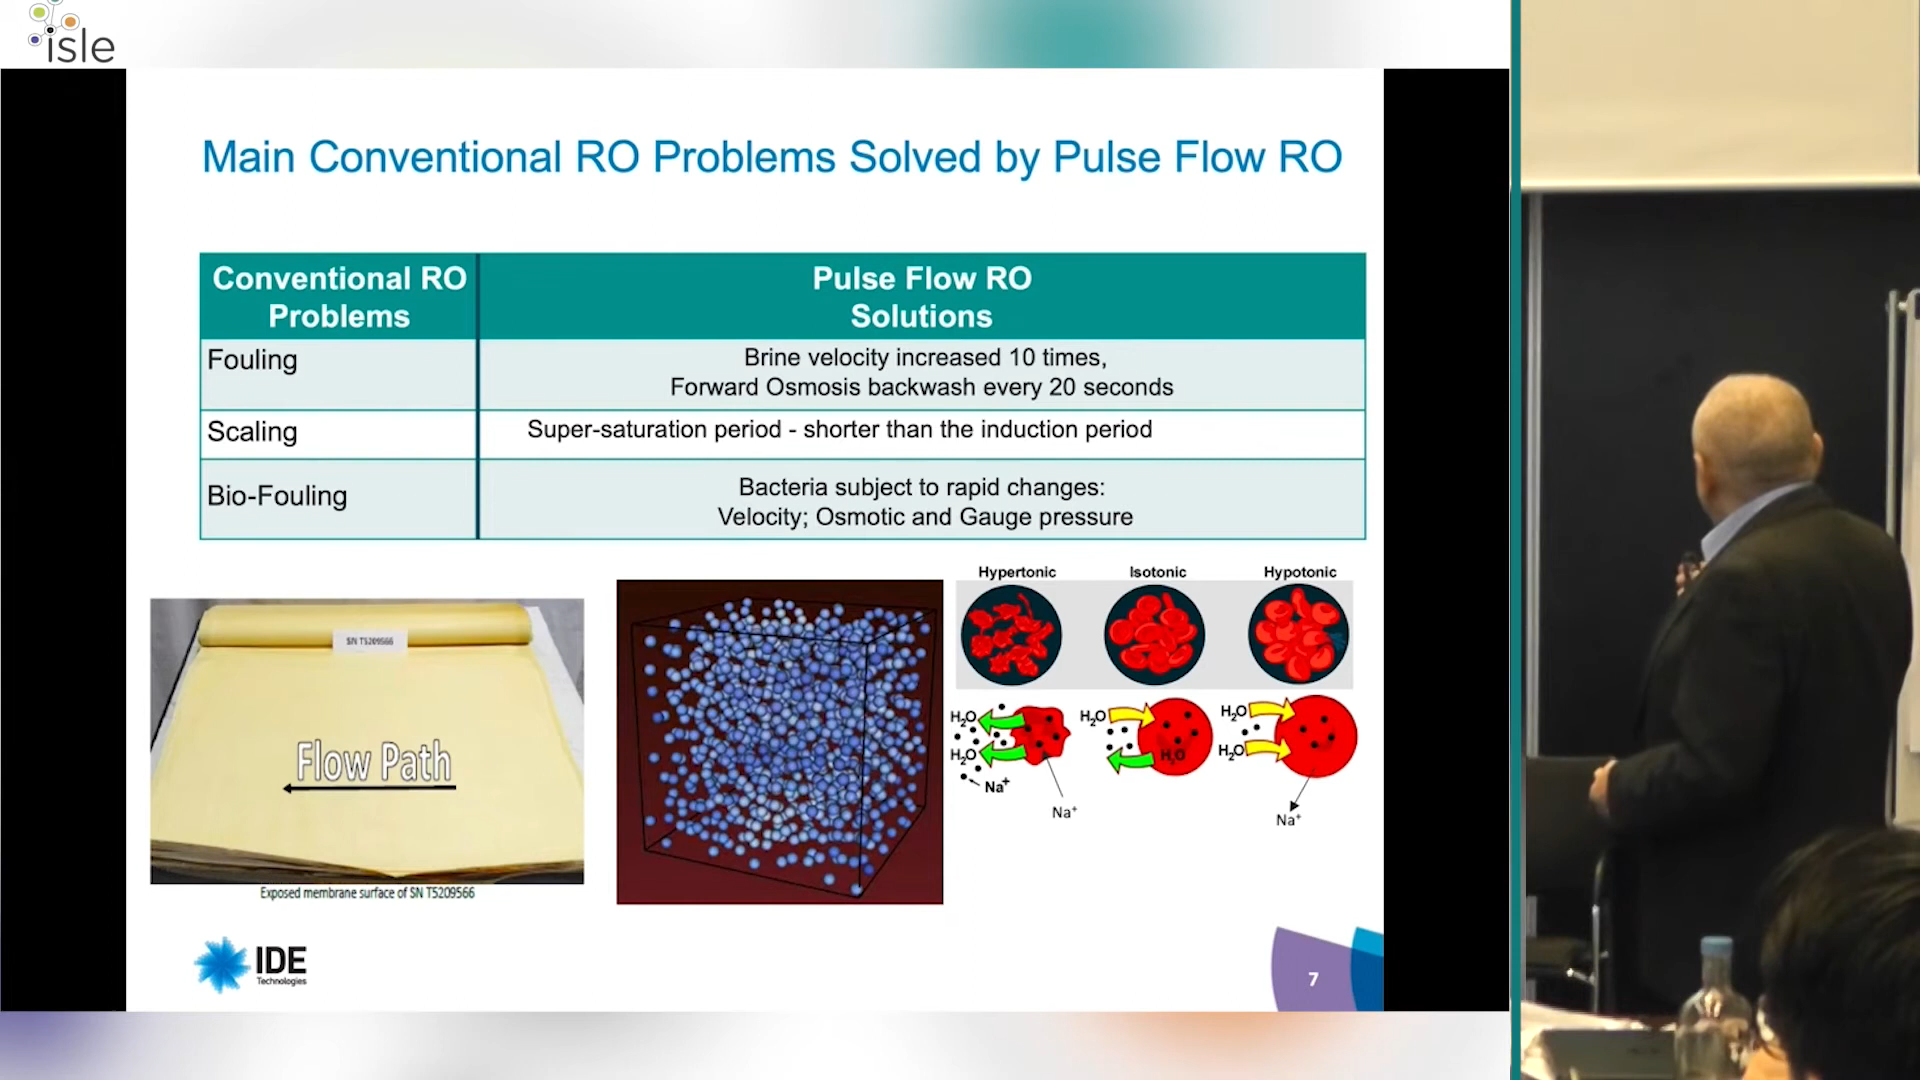 isle
Main Conventional RO Problems Solved by Pulse Flow RO
Conventional RO
Problems
Pulse Flow RO
Solutions
Fouling
Brine velocity increased 10 times,
Forward Osmosis backwash every 20 seconds
Scaling
Super-saturation period - shorter than the induction period
Bio-Fouling
Bacteria subject to rapid changes:
Velocity; Osmotic and Gauge pressure
SN T5209566
Flow Path
Exposed membrane surface of SN T5209566
Hypertonic
Isotonic
Hypotonic
H₂O
H₂O
Na⁺
Na⁺
H₂O
H₂O
H₂O
H₂O
Na⁺
IDE
Technologies
7